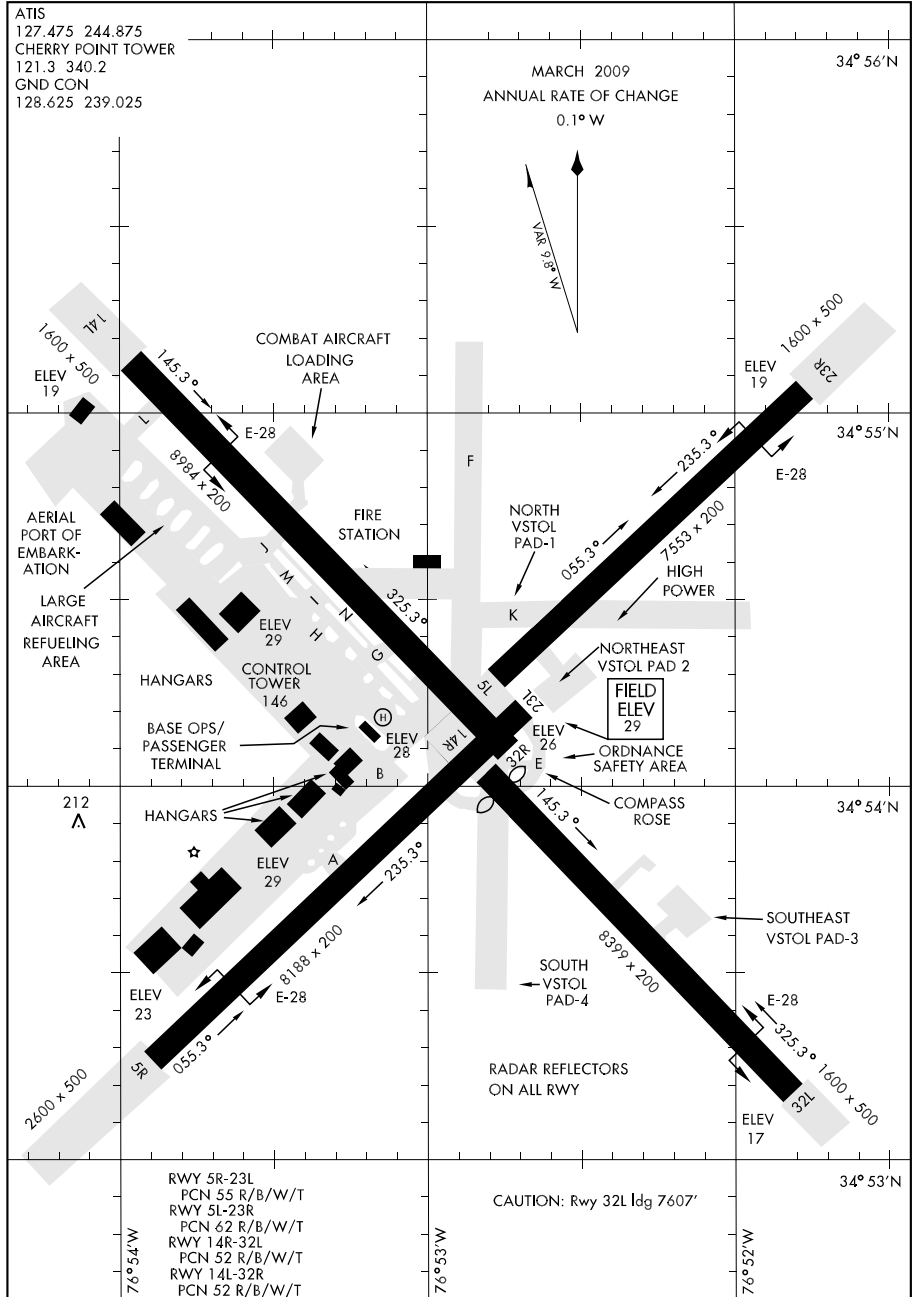 ATIS
127.475 244.875
CHERRY POINT TOWER
121.3 340.2
GND CON
128.625 239.025
MARCH 2009
ANNUAL RATE OF CHANGE
0.1° W
VAR 9.8° W
34° 56'N
14L
1600 x 500
ELEV
19
145.3°
COMBAT AIRCRAFT
LOADING
AREA
E-28
8984 x 200
L
F
1600 x 500
23R
ELEV
19
34° 55'N
235.3°
E-28
055.3°
7553 x 200
AERIAL
PORT OF
EMBARK-
ATION
LARGE
AIRCRAFT
REFUELING
AREA
FIRE
STATION
NORTH
VSTOL
PAD-1
HIGH
POWER
K
J
W
I
N
H
G
325.3°
ELEV
29
HANGARS
CONTROL
TOWER
146
NORTHEAST
VSTOL PAD 2
FIELD
ELEV
29
5L
23L
BASE OPS/
PASSENGER
TERMINAL
H
ELEV
28
14R
B
ELEV
26
32R
E
ORDNANCE
SAFETY AREA
COMPASS
ROSE
34° 54'N
212
HANGARS
ELEV
29
A
235.3°
145.3°
8188 x 200
8399 x 200
SOUTHEAST
VSTOL PAD-3
SOUTH
VSTOL
PAD-4
ELEV
23
E-28
055.3°
5R
2600 x 500
E-28
325.3°
1600 x 500
32L
ELEV
17
RADAR REFLECTORS
ON ALL RWY
34° 53'N
RWY 5R-23L
PCN 55 R/B/W/T
RWY 5L-23R
PCN 62 R/B/W/T
RWY 14R-32L
PCN 52 R/B/W/T
RWY 14L-32R
PCN 52 R/B/W/T
CAUTION: Rwy 32L ldg 7607'
76° 54'W
76° 53'W
76° 52'W